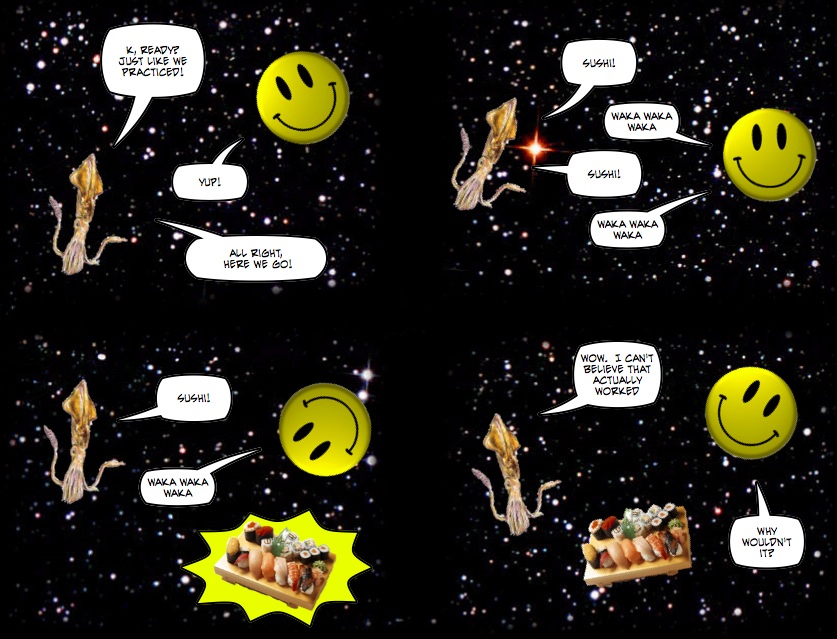 K, READY?
JUST LIKE WE
PRACTICED!
YUP!
ALL RIGHT,
HERE WE GO!
SUSHI!
WAKA WAKA
WAKA
SUSHI!
WAKA WAKA
WAKA
SUSHI!
WAKA WAKA
WAKA
WOW. I CAN'T
BELIEVE THAT
ACTUALLY
WORKED
WHY
WOULDN'T
IT?